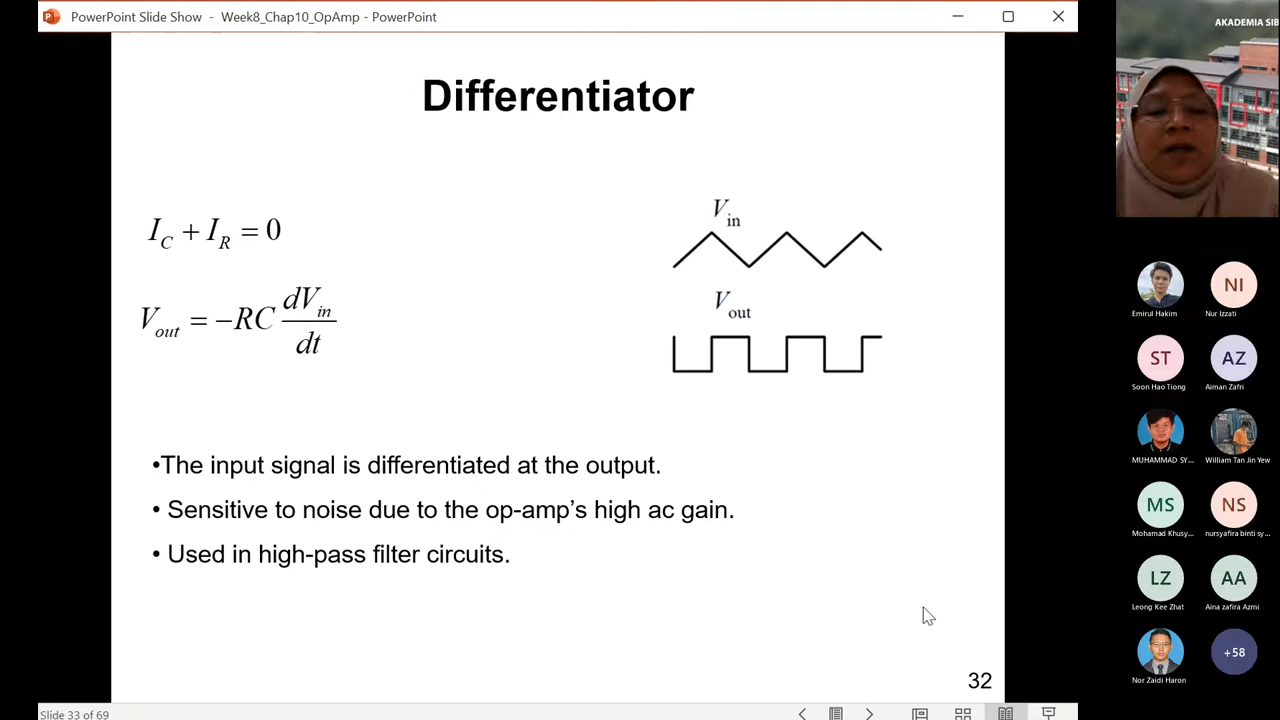 PowerPoint Slide Show - Week8_Chap10_OpAmp - PowerPoint
AKADEMIA SIB
Differentiator
I_C + I_R = 0
V_out = −RC dV_in/dt
V_in
V_out
•The input signal is differentiated at the output.
• Sensitive to noise due to the op-amp’s high ac gain.
• Used in high-pass filter circuits.
32
Slide 33 of 69
Emirul Hakim
NI
Nur Izzati
ST
Soon Hao Tiong
AZ
Aiman Zafri
MUHAMMAD SY...
William Tan Jin Yew
MS
Mohamad Khusy...
NS
nursyafira binti sy...
LZ
Leong Kee Zhat
AA
Aina zafira Azmi
Nor Zaidi Haron
+58